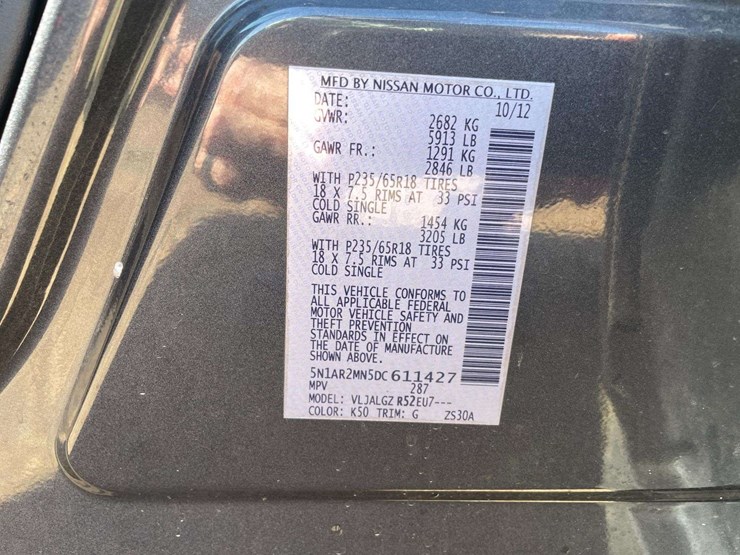 MFD BY NISSAN MOTOR CO., LTD.
DATE: 10/12
GVWR: 2682 KG
5913 LB
GAWR FR.: 1291 KG
2846 LB
WITH P235/65R18 TIRES
18 X 7.5 RIMS AT 33 PSI
COLD SINGLE
GAWR RR.: 1454 KG
3205 LB
WITH P235/65R18 TIRES
18 X 7.5 RIMS AT 33 PSI
COLD SINGLE
THIS VEHICLE CONFORMS TO
ALL APPLICABLE FEDERAL
MOTOR VEHICLE SAFETY AND
THEFT PREVENTION
STANDARDS IN EFFECT ON
THE DATE OF MANUFACTURE
SHOWN ABOVE.
5N1AR2MN5DC611427
MPV 287
MODEL: VLJALGZ R52EU7---
COLOR: K50 TRIM: G ZS30A